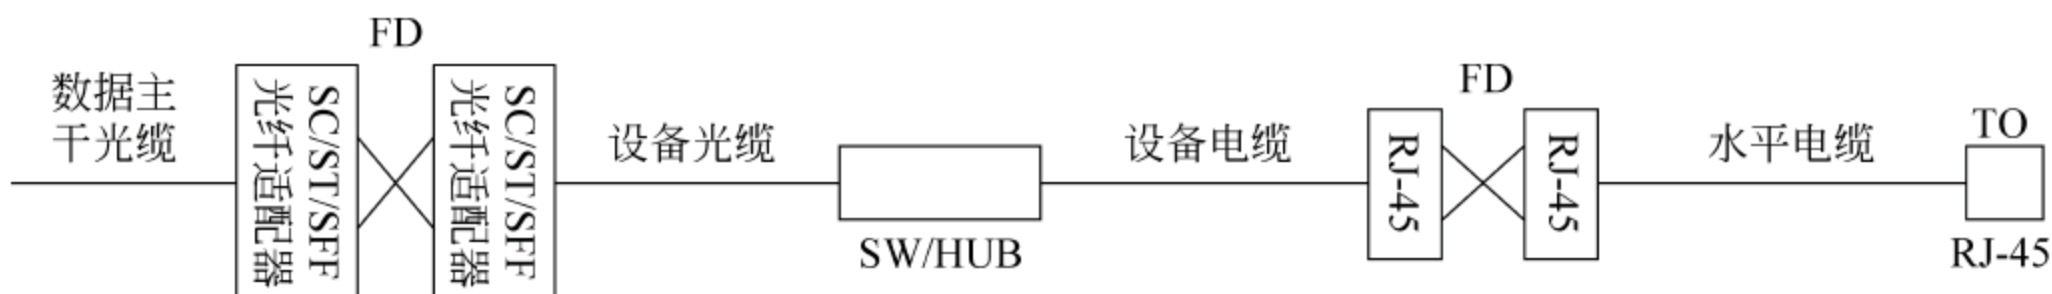 FD
数据主
干光缆
SC/ST/SFF
光纤适配器
SC/ST/SFF
光纤适配器
设备光缆
SW/HUB
设备电缆
FD
RJ-45
RJ-45
水平电缆
TO
RJ-45